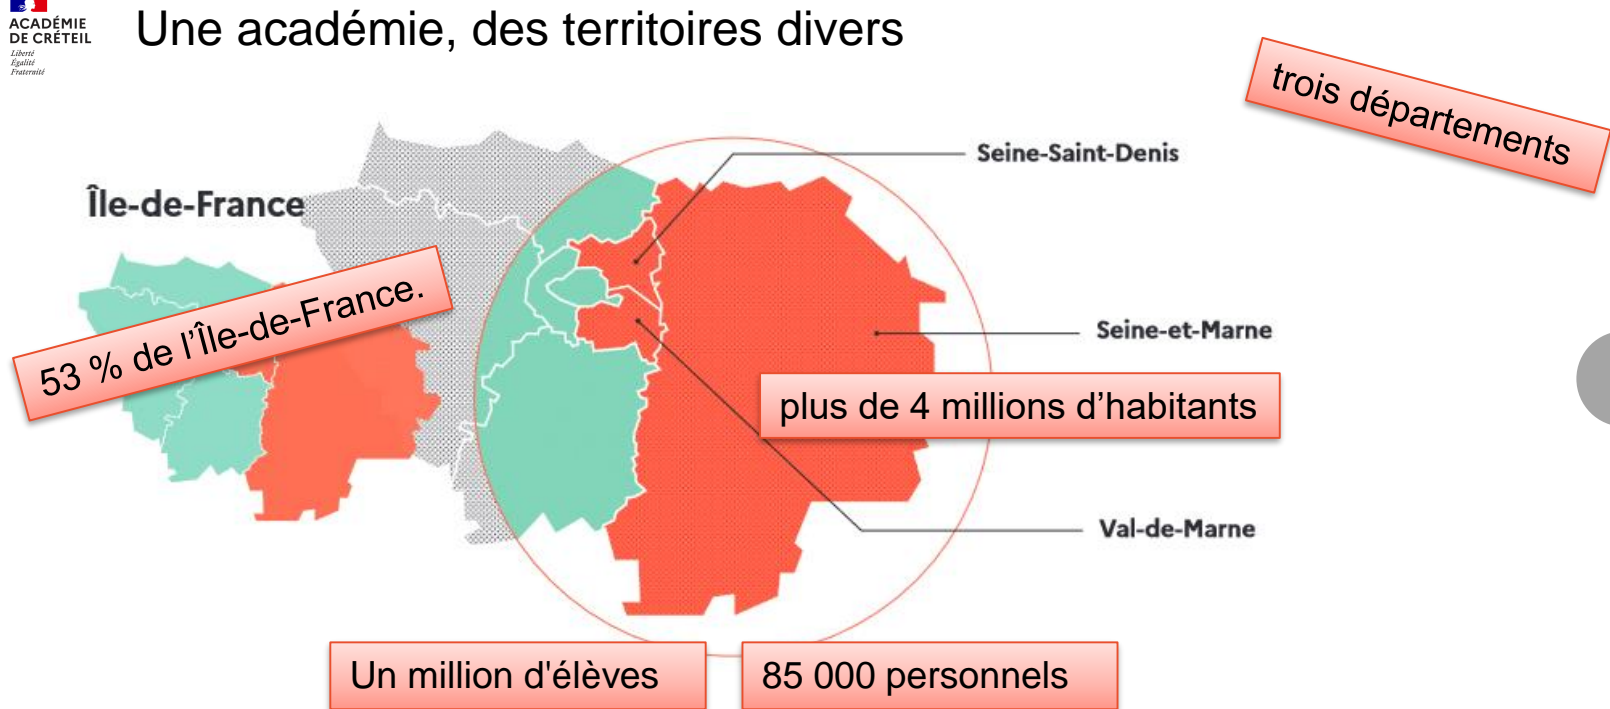 ACADÉMIE
DE CRÉTEIL
Liberté
Égalité
Fraternité
Une académie, des territoires divers
trois départements
Seine-Saint-Denis
Île-de-France
53 % de l'Île-de-France.
Seine-et-Marne
plus de 4 millions d’habitants
Val-de-Marne
Un million d'élèves
85 000 personnels